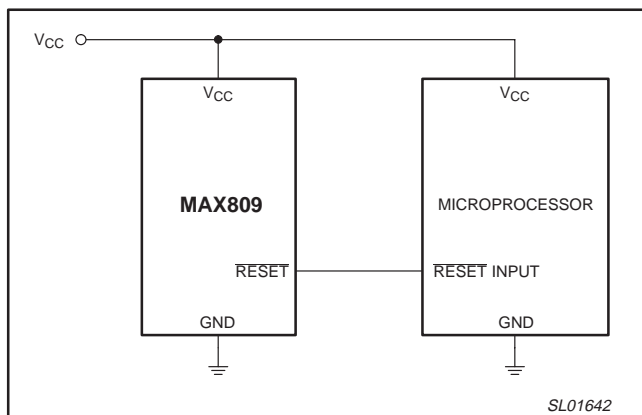 VCC
VCC
VCC
MAX809
MICROPROCESSOR
RESET
RESET INPUT
GND
GND
SL01642